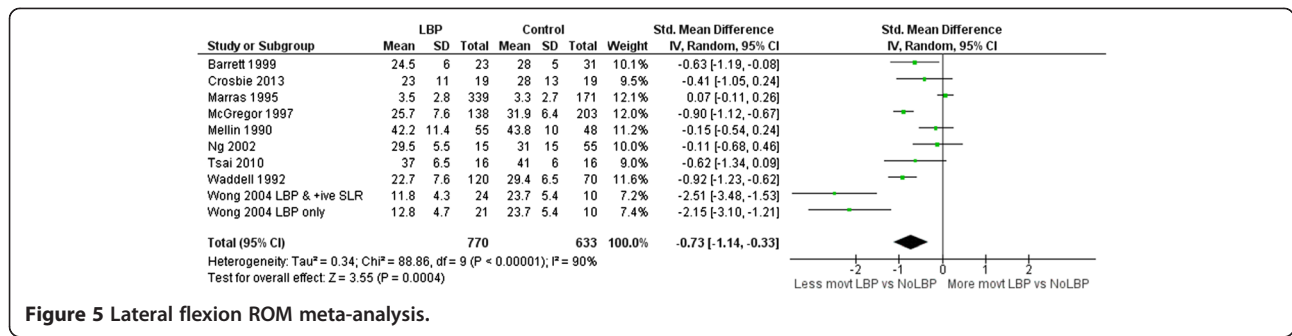 LBP Control Std. Mean Difference Std. Mean Difference
Study or Subgroup Mean SD Total Mean SD Total Weight IV, Random, 95% CI IV, Random, 95% CI
Barrett 1999 24.5 6 23 28 5 31 10.1% -0.63 [-1.19, -0.08]
Crosbie 2013 23 11 19 28 13 19 9.5% -0.41 [-1.05, 0.24]
Marras 1995 3.5 2.8 339 3.3 2.7 171 12.1% 0.07 [-0.11, 0.26]
McGregor 1997 25.7 7.6 138 31.9 6.4 203 12.0% -0.90 [-1.12, -0.67]
Mellin 1990 42.2 11.4 55 43.8 10 48 11.2% -0.15 [-0.54, 0.24]
Ng 2002 29.5 5.5 15 31 15 55 10.0% -0.11 [-0.68, 0.46]
Tsai 2010 37 6.5 16 41 6 16 9.0% -0.62 [-1.34, 0.09]
Waddell 1992 22.7 7.6 120 29.4 6.5 70 11.6% -0.92 [-1.23, -0.62]
Wong 2004 LBP & +ive SLR 11.8 4.3 24 23.7 5.4 10 7.2% -2.51 [-3.48, -1.53]
Wong 2004 LBP only 12.8 4.7 21 23.7 5.4 10 7.4% -2.15 [-3.10, -1.21]
Total (95% CI) 770 633 100.0% -0.73 [-1.14, -0.33]
Heterogeneity: Tau² = 0.34; Chi² = 88.86, df = 9 (P < 0.00001); I² = 90%
Test for overall effect: Z = 3.55 (P = 0.0004)
-2 -1 0 1 2
Less movt LBP vs NoLBP More movt LBP vs NoLBP
Figure 5 Lateral flexion ROM meta-analysis.